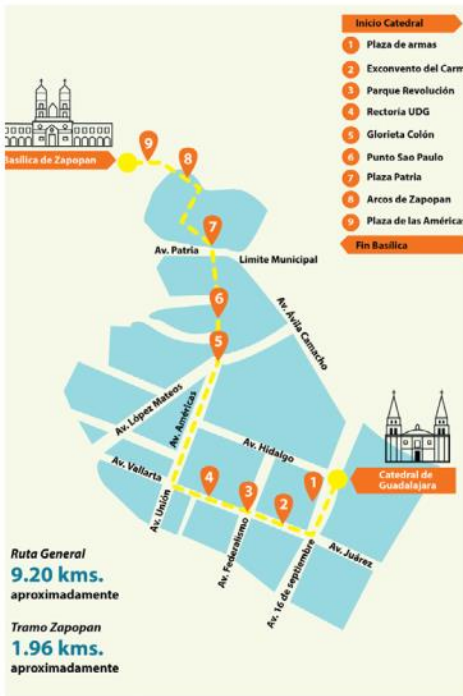 Inicio Catedral
1 Plaza de armas
2 Exconvento del Carm
3 Parque Revolución
4 Rectoría UDG
5 Glorieta Colón
6 Punto Sao Paulo
7 Plaza Patria
8 Arcos de Zapopan
9 Plaza de las Américas
Fin Basílica
Basílica de Zapopan
9
8
7
Av. Patria
Limite Municipal
6
5
Av. Ávila Camacho
Av. López Mateos
Av. Américas
Av. Hidalgo
Av. Vallarta
Av. Unión
4
3
2
1
Catedral de
Guadalajara
Av. Federalismo
Av. 16 de septiembre
Av. Juárez
Ruta General
9.20 kms.
aproximadamente
Tramo Zapopan
1.96 kms.
aproximadamente